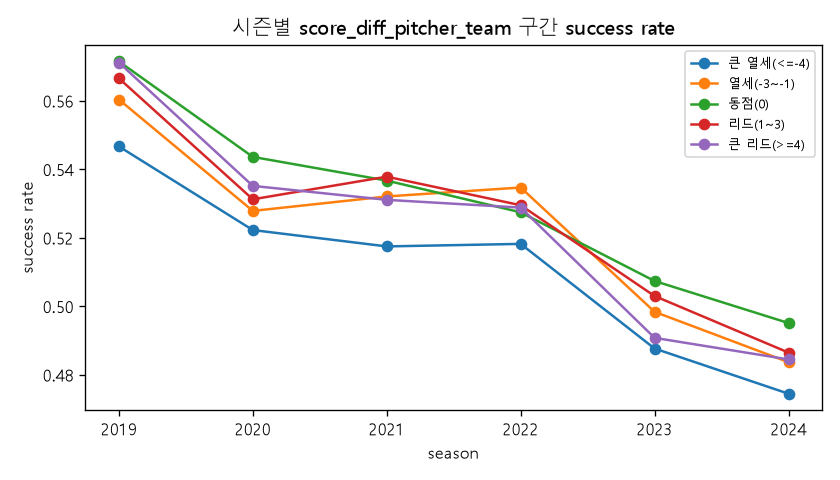 시즌별 score_diff_pitcher_team 구간 success rate
큰 열세(<=-4)
열세(-3~-1)
동점(0)
리드(1~3)
큰 리드(>=4)
success rate
0.56
0.54
0.52
0.50
0.48
2019 2020 2021 2022 2023 2024
season